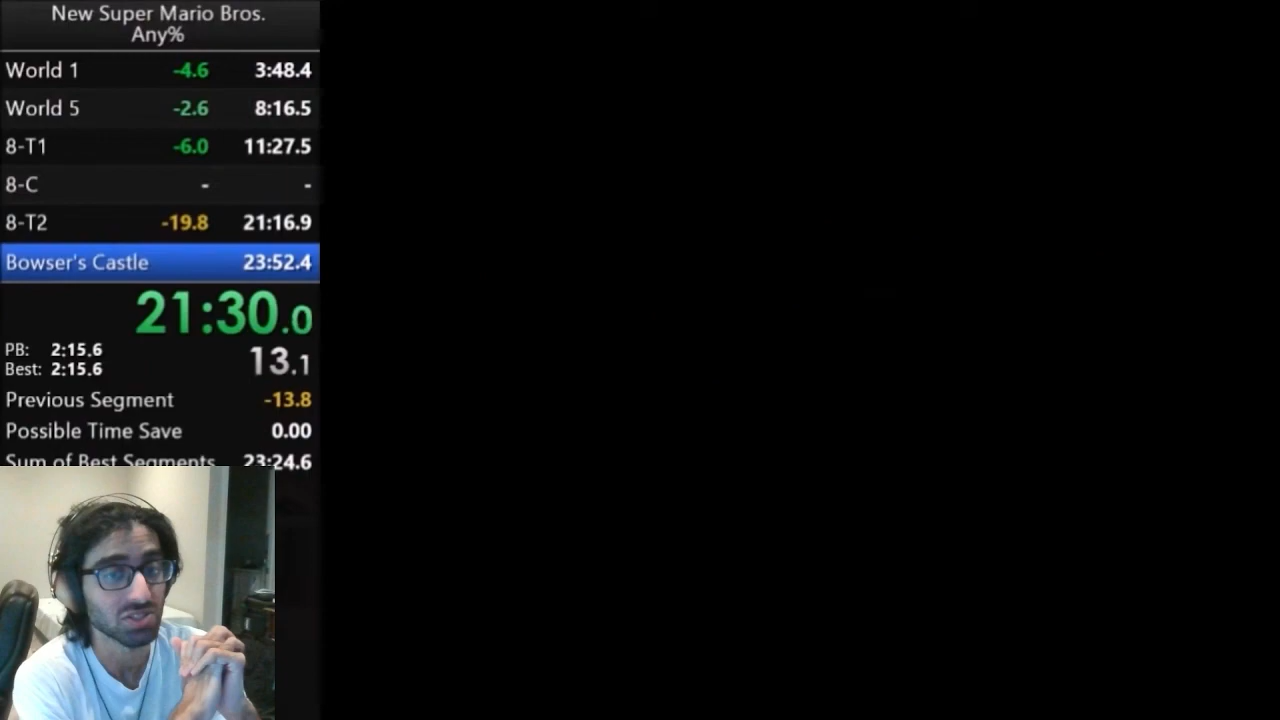 New Super Mario Bros.
Any%
World 1 -4.6 3:48.4
World 5 -2.6 8:16.5
8-T1 -6.0 11:27.5
8-C - -
8-T2 -19.8 21:16.9
Bowser's Castle 23:52.4
21:30.0
PB: 2:15.6
Best: 2:15.6
13.1
Previous Segment -13.8
Possible Time Save 0.00
Sum of Best Segments 23:24.6